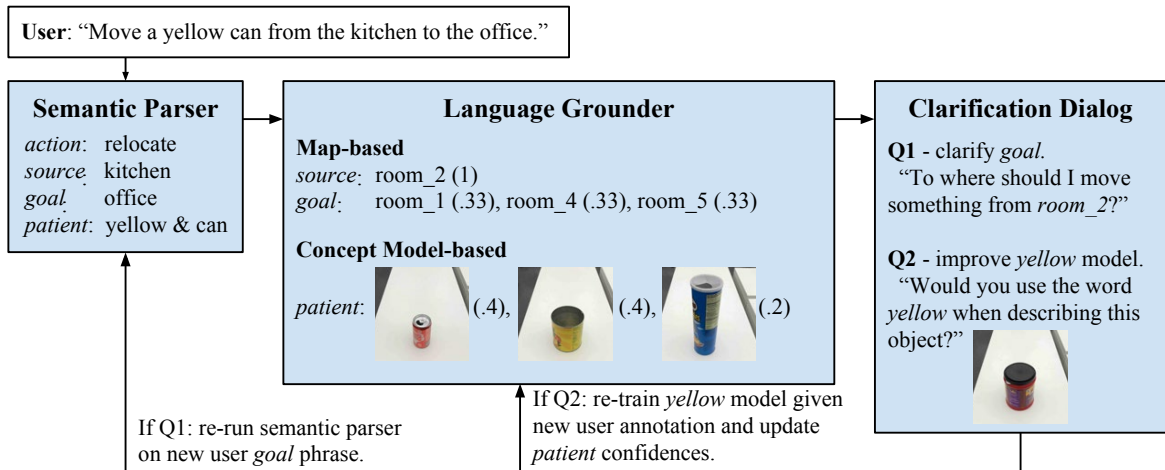 User: “Move a yellow can from the kitchen to the office.”
Semantic Parser
action: relocate
source: kitchen
goal: office
patient: yellow & can
Language Grounder
Map-based
source: room_2 (1)
goal: room_1 (.33), room_4 (.33), room_5 (.33)
Concept Model-based
patient: (.4), (.4), (.2)
Clarification Dialog
Q1 - clarify goal.
“To where should I move
something from room_2?”
Q2 - improve yellow model.
“Would you use the word
yellow when describing this
object?”
If Q1: re-run semantic parser
on new user goal phrase.
If Q2: re-train yellow model given
new user annotation and update
patient confidences.